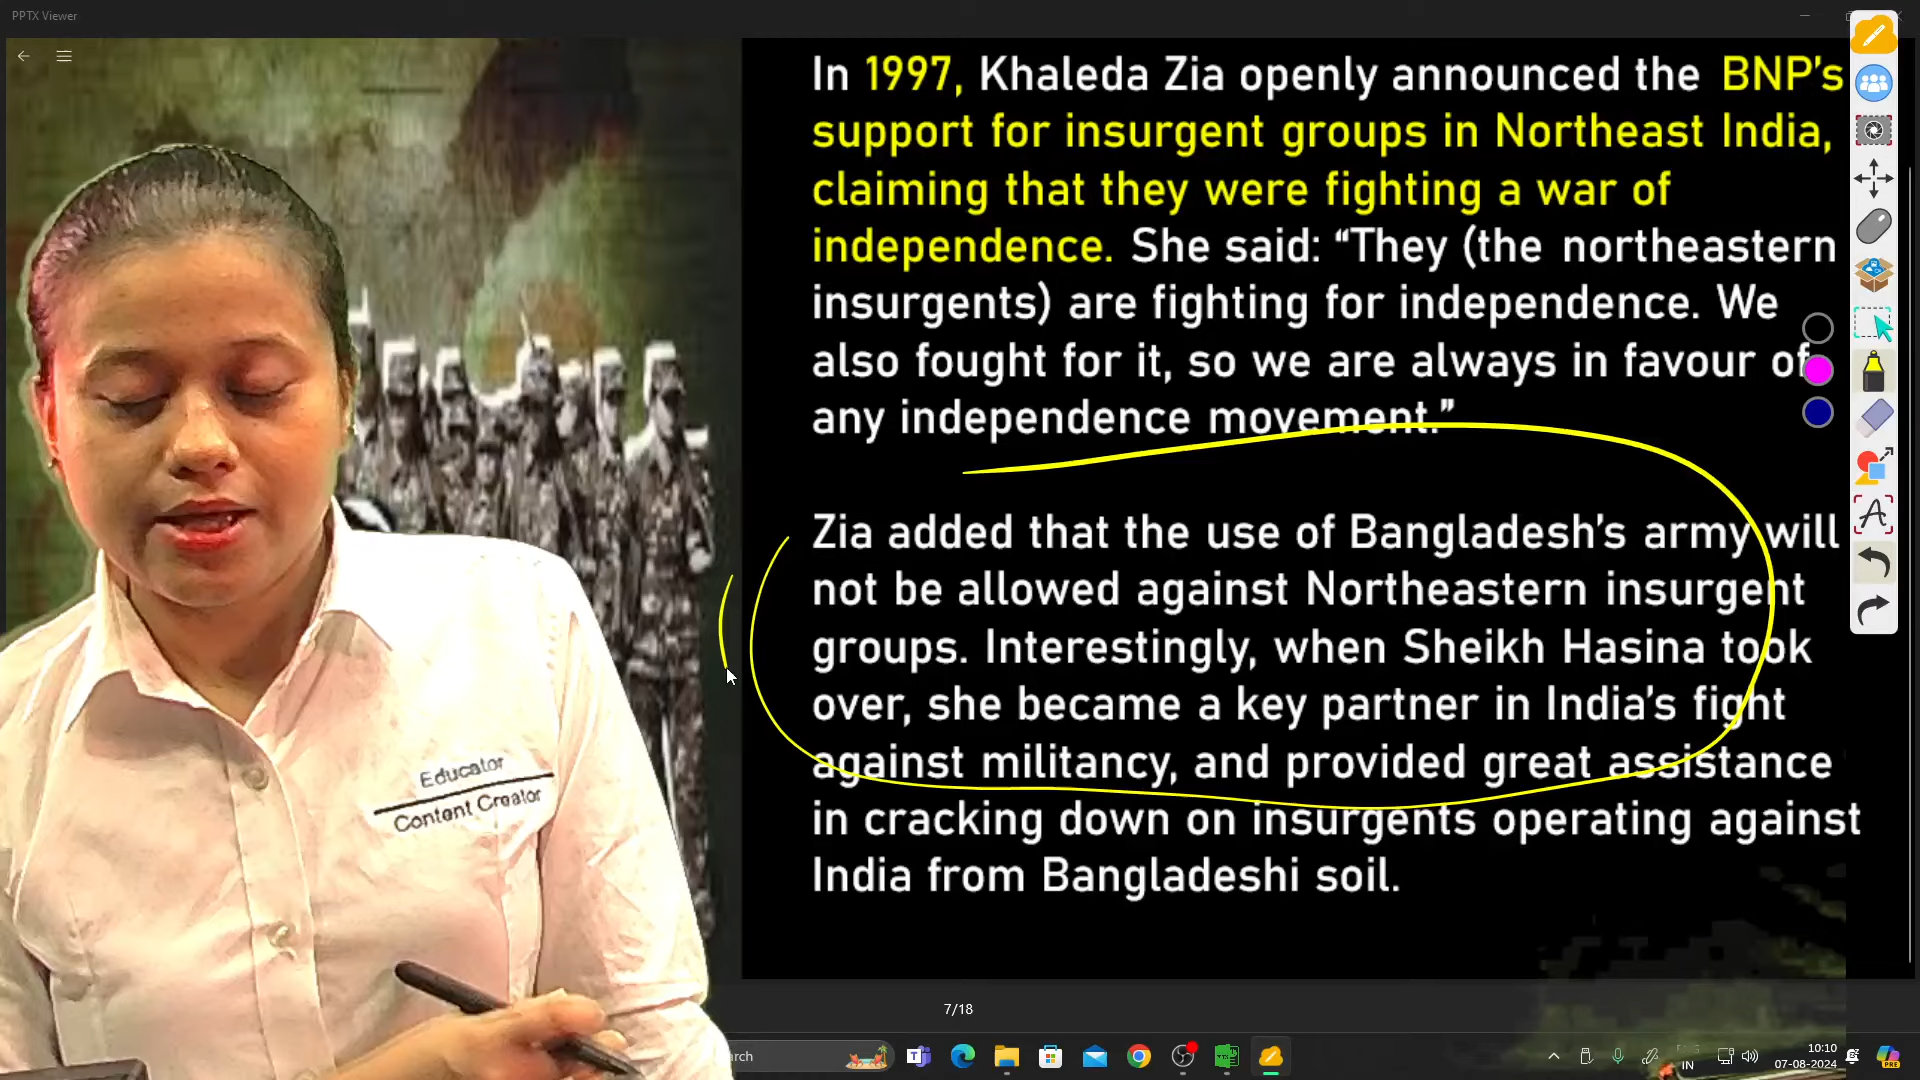 PPTX Viewer
In 1997, Khaleda Zia openly announced the BNP's
support for insurgent groups in Northeast India,
claiming that they were fighting a war of
independence. She said: “They (the northeastern
insurgents) are fighting for independence. We
also fought for it, so we are always in favour of
any independence movement.”
Zia added that the use of Bangladesh's army will
not be allowed against Northeastern insurgent
groups. Interestingly, when Sheikh Hasina took
over, she became a key partner in India's fight
against militancy, and provided great assistance
in cracking down on insurgents operating against
India from Bangladeshi soil.
Educator
Content Creator
7/18
10:10
IN
07-08-2024